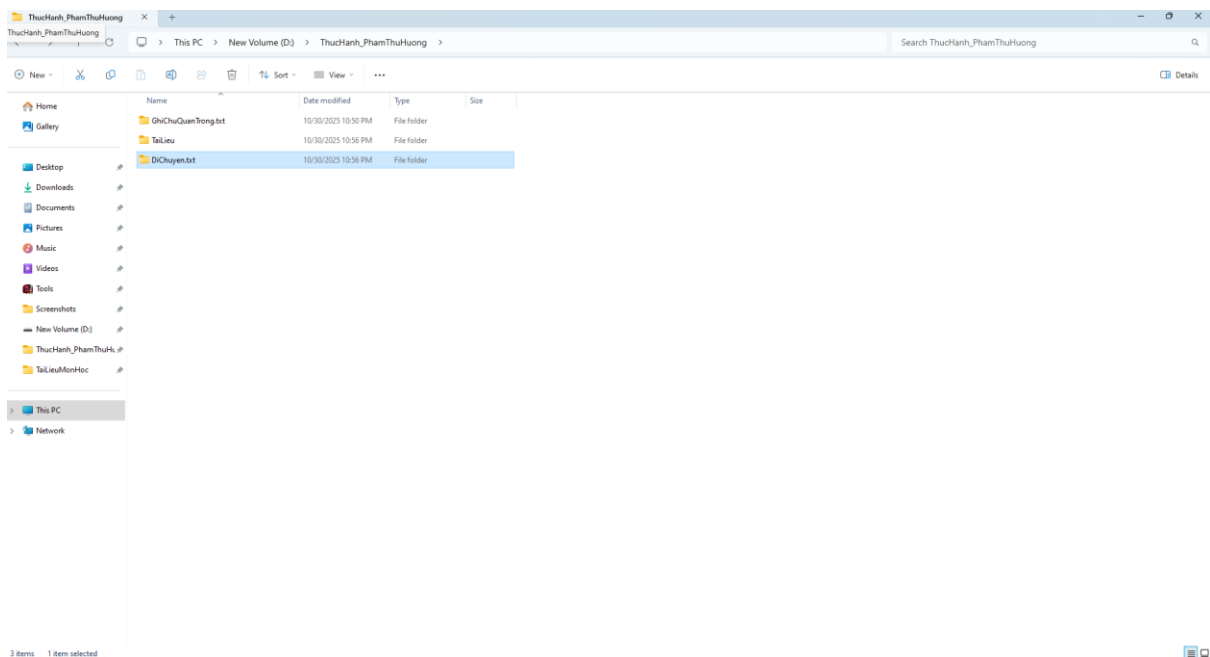 ThucHanh_PhamThuHuong
ThucHanh_PhamThuHuong
This PC > New Volume (D:) > ThucHanh_PhamThuHuong >
Search ThucHanh_PhamThuHuong
New
Sort
View
Details
Name Date modified Type Size
GhiChuQuanTrong.txt 10/30/2025 10:50 PM File folder
TaiLieu 10/30/2025 10:56 PM File folder
DiChuyen.txt 10/30/2025 10:56 PM File folder
Home
Gallery
Desktop
Downloads
Documents
Pictures
Music
Videos
Tools
Screenshots
New Volume (D:)
ThucHanh_PhamThuHu
TaiLieuMonHoc
This PC
Network
3 items 1 item selected